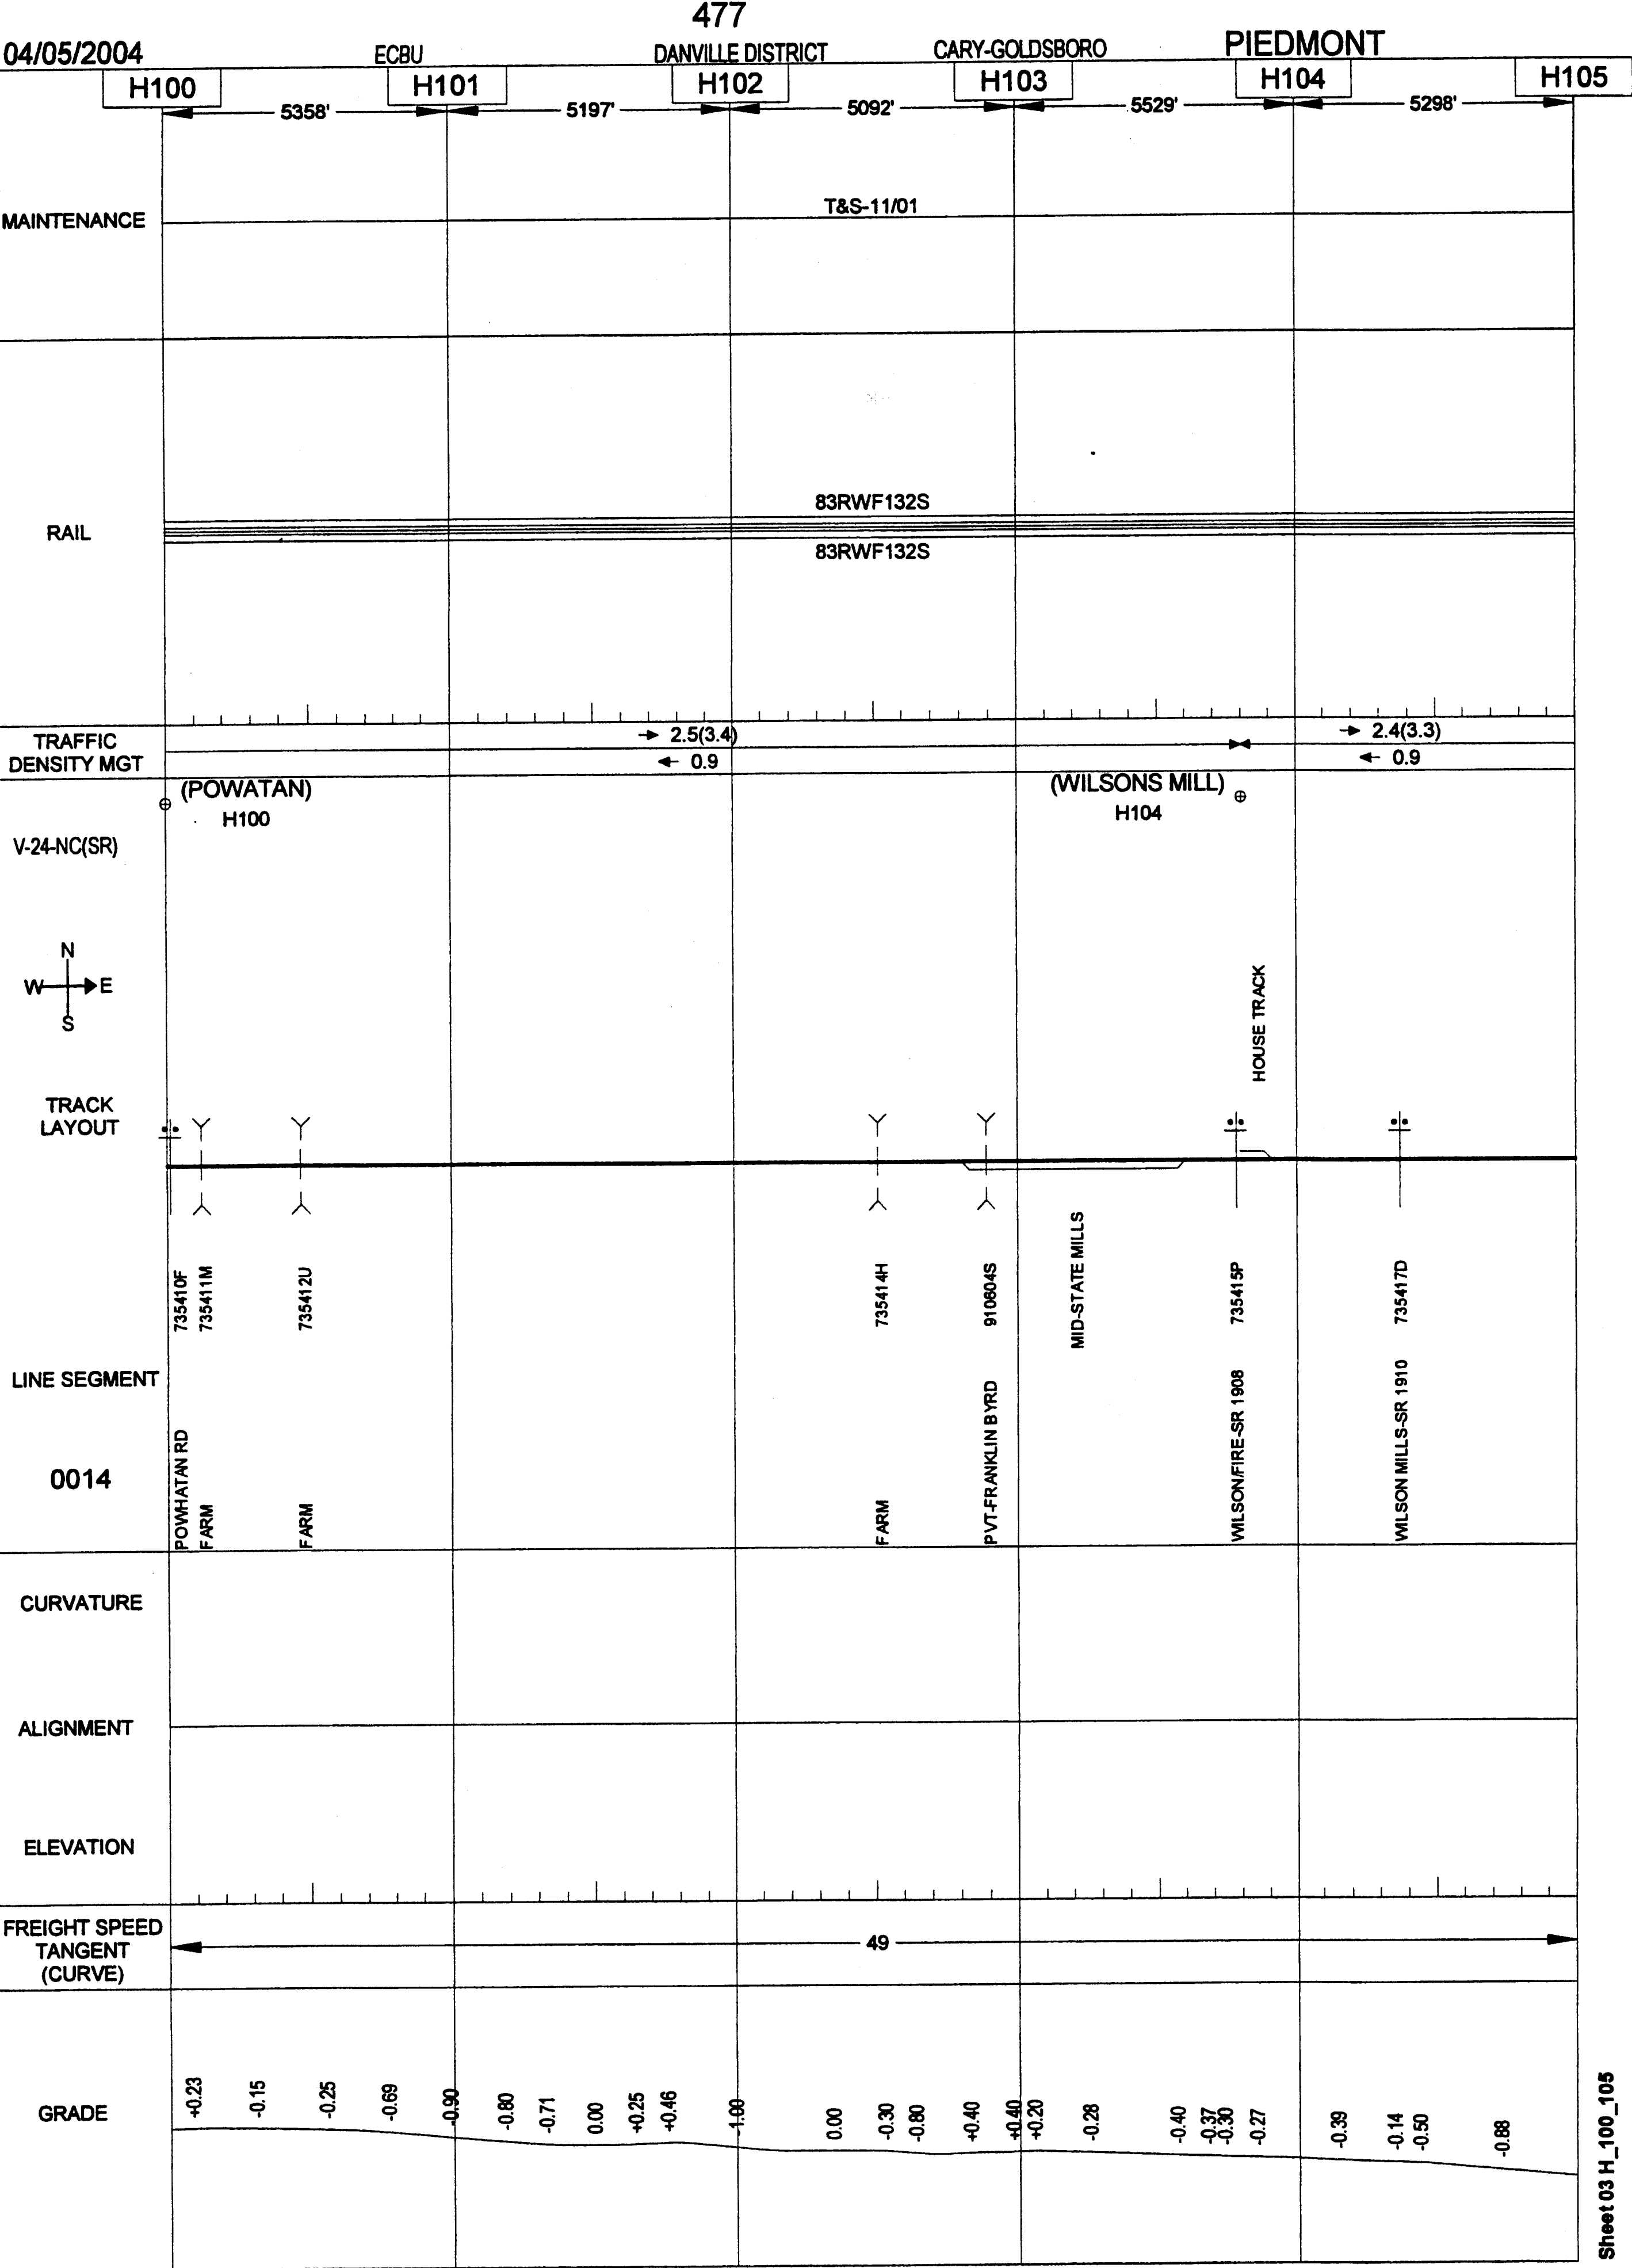 477
04/05/2004 ECBU DANVILLE DISTRICT CARY-GOLDSBORO PIEDMONT
H100 H101 H102 H103 H104 H105
5358' 5197' 5092' 5529' 5298'
MAINTENANCE
T&S-11/01
RAIL
83RWF132S
83RWF132S
TRAFFIC
DENSITY MGT
→ 2.5(3.4)
← 0.9
→ 2.4(3.3)
← 0.9
(POWATAN)
H100
(WILSONS MILL)
H104
V-24-NC(SR)
N
W E
S
HOUSE TRACK
TRACK
LAYOUT
MID-STATE MILLS
LINE SEGMENT
0014
POWHATAN RD 735410F
FARM 735411M
FARM 735412U
FARM 735414H
PVT-FRANKLIN BYRD 910604S
WILSON/FIRE-SR 1908 735415P
WILSON MILLS-SR 1910 735417D
CURVATURE
ALIGNMENT
ELEVATION
FREIGHT SPEED
TANGENT
(CURVE)
49
GRADE
+0.23 -0.15 -0.25 -0.69 -0.90 -0.80 -0.71 0.00 +0.25 +0.46 -1.00 0.00 -0.30 -0.80 +0.40 +0.40 +0.20 -0.28 -0.40 -0.37 -0.30 -0.27 -0.39 -0.14 -0.50 -0.88
Sheet 03 H_100_105